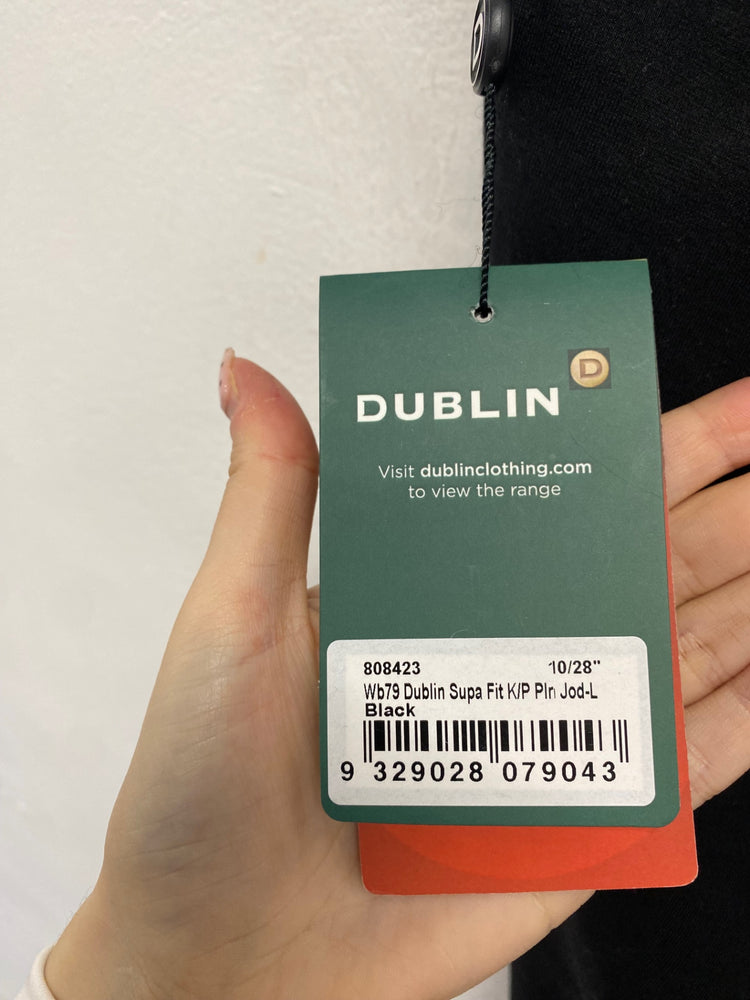 D
DUBLIN
Visit dublinclothing.com
to view the range
808423 10/28"
Wb79 Dublin Supa Fit K/P Pln Jod-L
Black
9 329028 079043